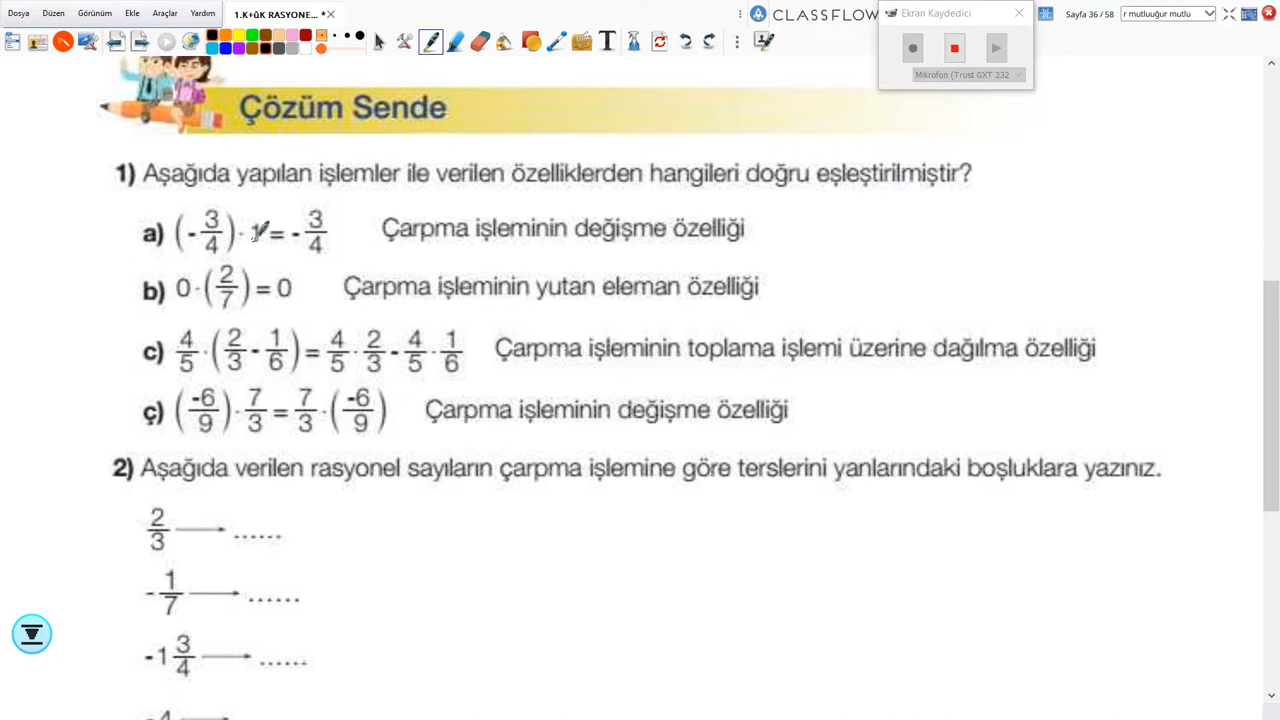 Dosya Düzen Görünüm Ekle Araçlar Yardım
1.K+ûK RASYONE... *
CLASSFLOW
Ekran Kaydedici
Sayfa 36 / 58
r mutluuğur mutlu
Mikrofon (Trust GXT 232
Çözüm Sende
1) Aşağıda yapılan işlemler ile verilen özelliklerden hangileri doğru eşleştirilmiştir?
a) (-3/4) · 1 = -3/4 Çarpma işleminin değişme özelliği
b) 0 · (2/7) = 0 Çarpma işleminin yutan eleman özelliği
c) 4/5 · (2/3 - 1/6) = 4/5 · 2/3 - 4/5 · 1/6 Çarpma işleminin toplama işlemi üzerine dağılma özelliği
ç) (-6/9) · 7/3 = 7/3 · (-6/9) Çarpma işleminin değişme özelliği
2) Aşağıda verilen rasyonel sayıların çarpma işlemine göre terslerini yanlarındaki boşluklara yazınız.
2/3 → ......
-1/7 → ......
-1 3/4 → ......